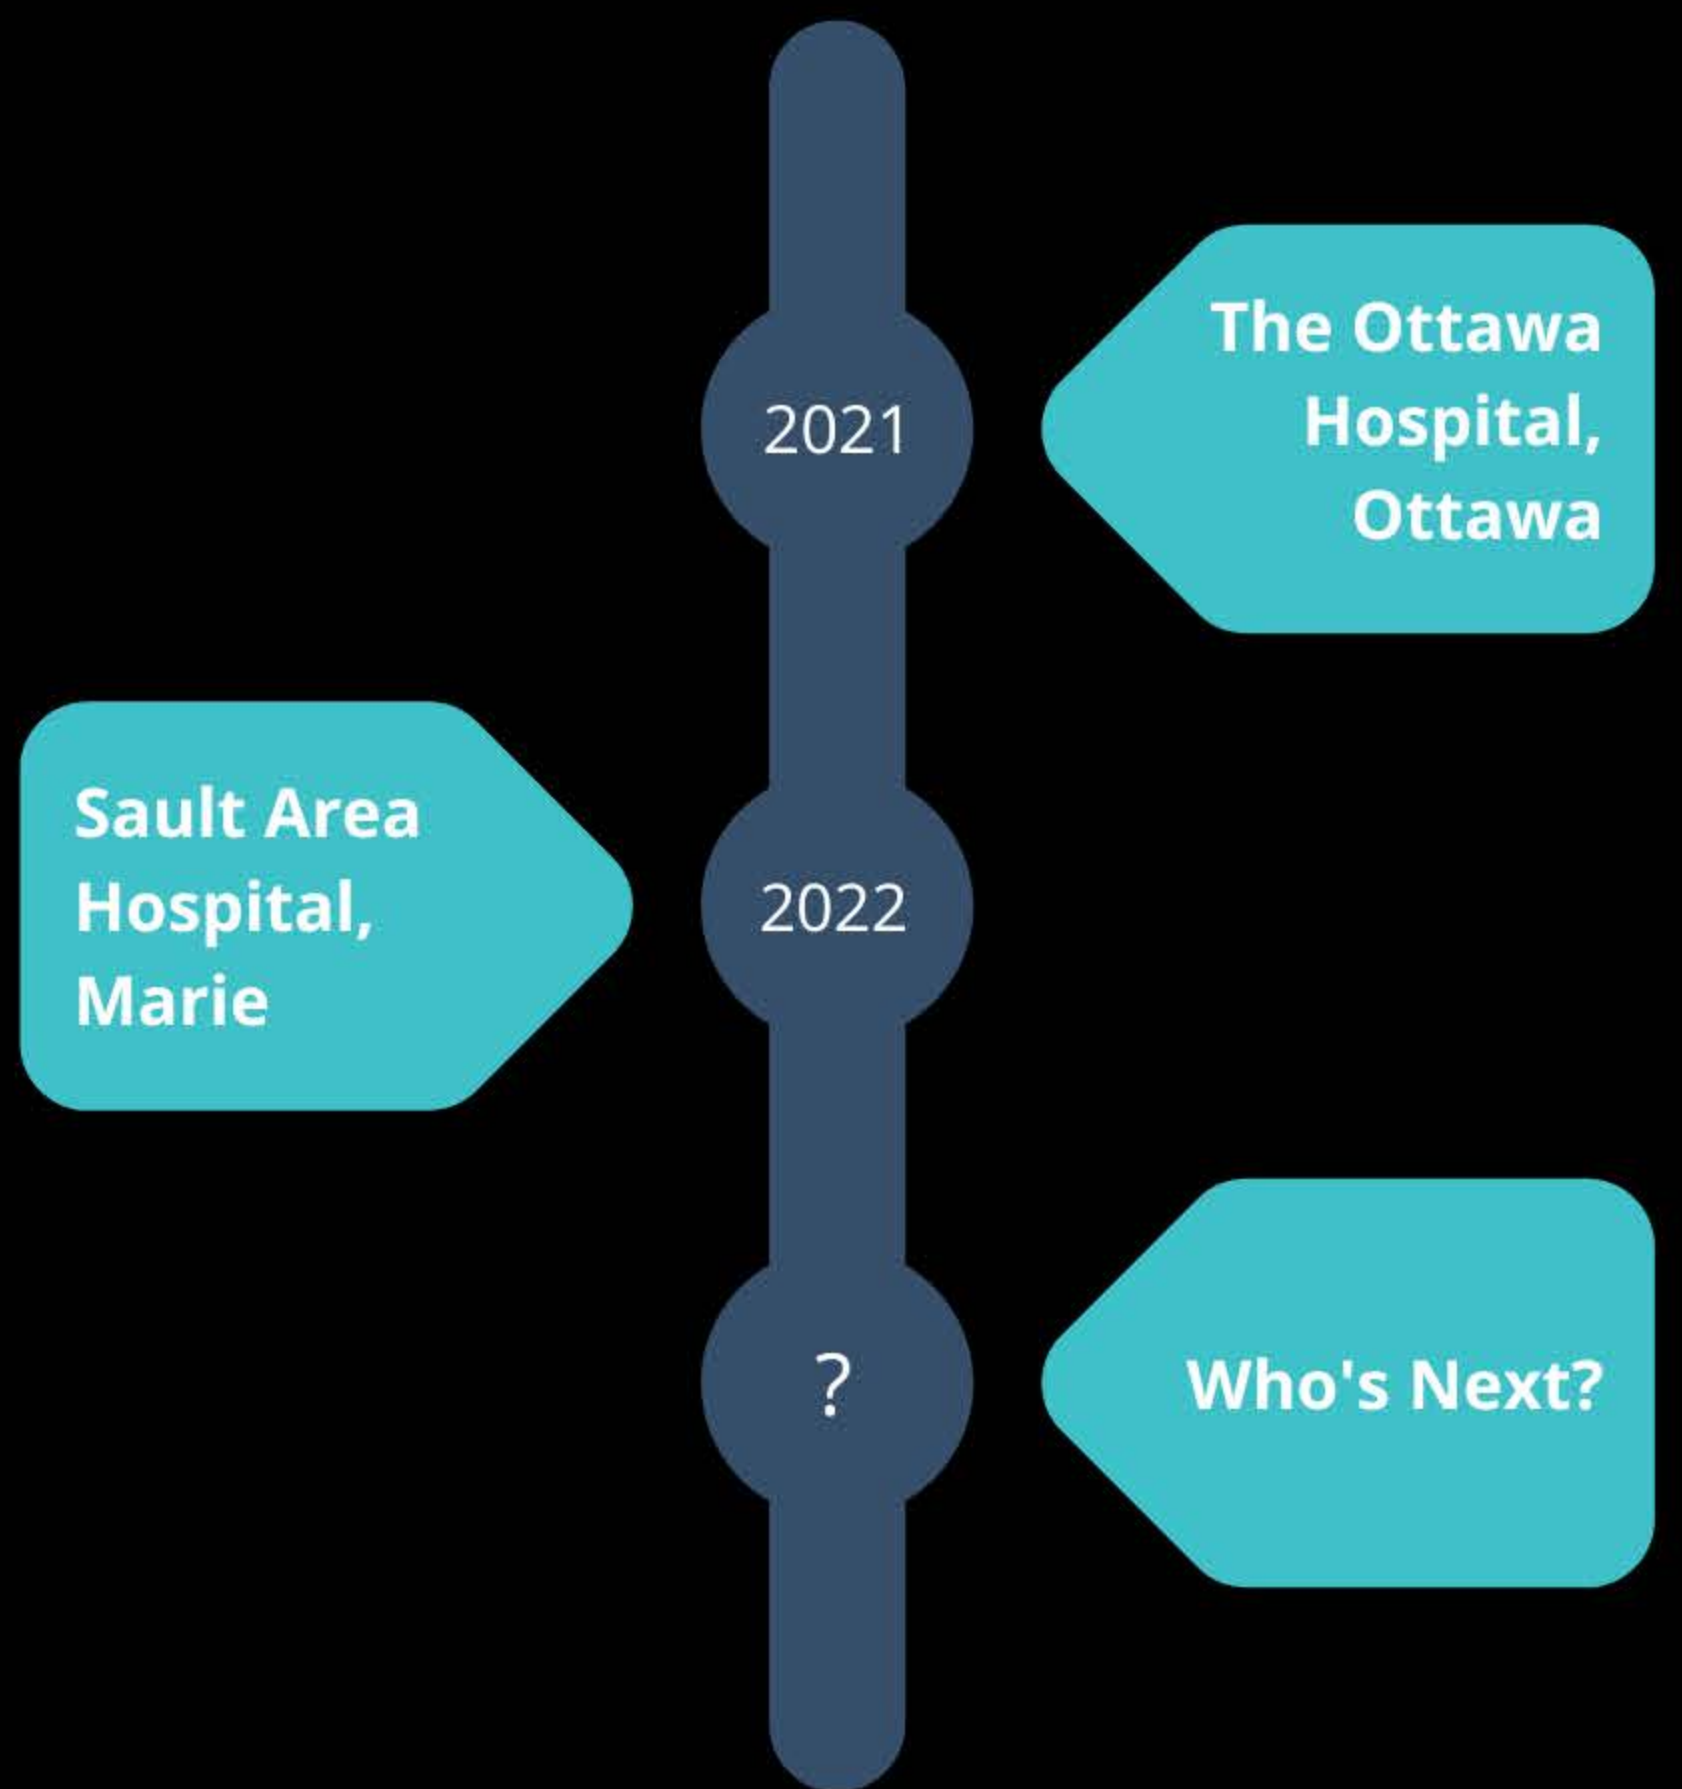 2021
The Ottawa
Hospital,
Ottawa
Sault Area
Hospital,
Marie
2022
?
Who's Next?